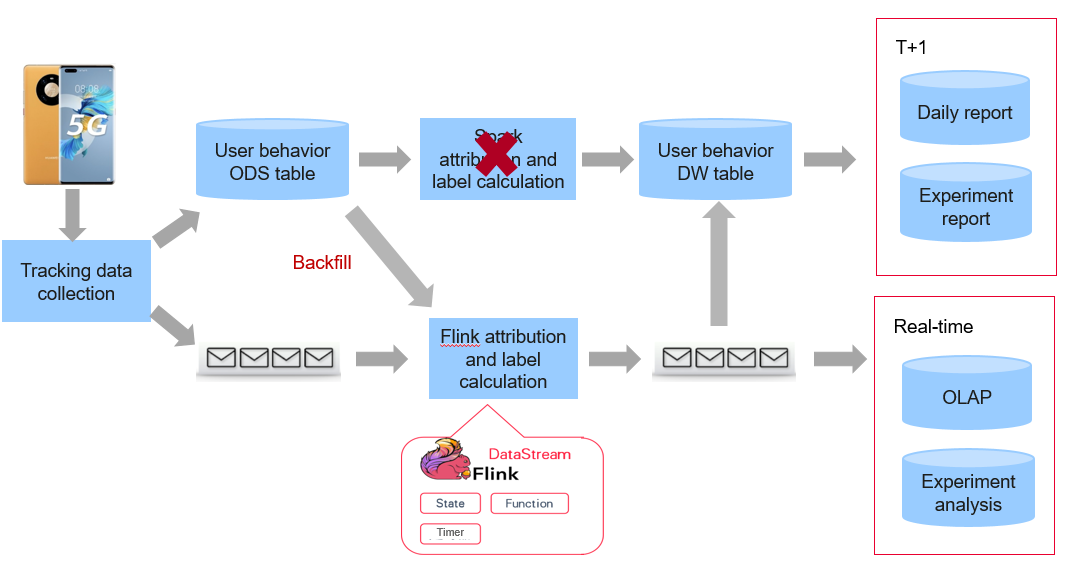 T+1
Daily report
Experiment
report
08:08
5G
User behavior
ODS table
Spark
attribution and
label calculation
User behavior
DW table
Tracking data
collection
Backfill
Flink attribution
and label
calculation
Real-time
OLAP
Experiment
analysis
DataStream
Flink
State
Function
Timer